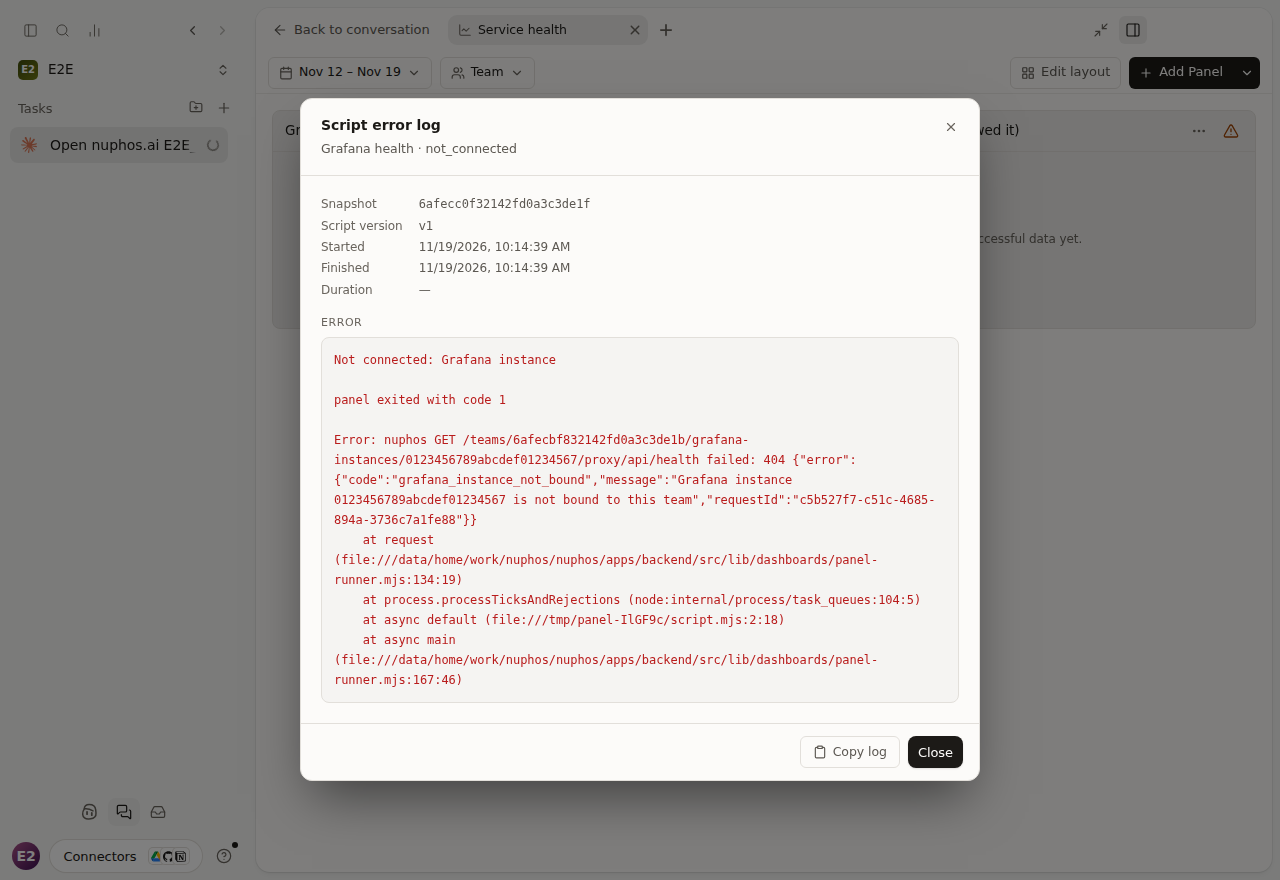 Back to conversation
Service health
E2
E2E
Nov 12 – Nov 19
Team
Edit layout
Add Panel
Tasks
Open nuphos.ai E2E_
Gr
wed it)
ccessful data yet.
Script error log
Grafana health · not_connected
Snapshot 6afecc0f32142fd0a3c3de1f
Script version v1
Started 11/19/2026, 10:14:39 AM
Finished 11/19/2026, 10:14:39 AM
Duration —
ERROR
Not connected: Grafana instance
panel exited with code 1
Error: nuphos GET /teams/6afecbf832142fd0a3c3de1b/grafana-
instances/0123456789abcdef01234567/proxy/api/health failed: 404 {"error":
{"code":"grafana_instance_not_bound","message":"Grafana instance
0123456789abcdef01234567 is not bound to this team","requestId":"c5b527f7-c51c-4685-
894a-3736c7a1fe88"}}
at request
(file:///data/home/work/nuphos/nuphos/apps/backend/src/lib/dashboards/panel-
runner.mjs:134:19)
at process.processTicksAndRejections (node:internal/process/task_queues:104:5)
at async default (file:///tmp/panel-IlGF9c/script.mjs:2:18)
at async main
(file:///data/home/work/nuphos/nuphos/apps/backend/src/lib/dashboards/panel-
runner.mjs:167:46)
Copy log
Close
E2
Connectors